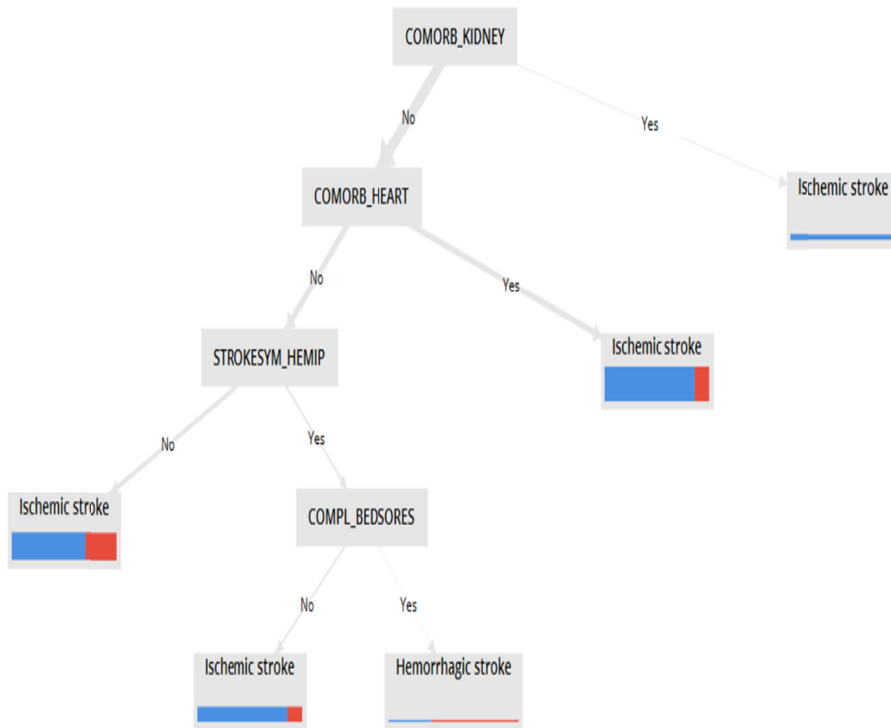 COMORB_KIDNEY
No
Yes
COMORB_HEART
Ischemic stroke
No
Yes
STROKESYM_HEMIP
Ischemic stroke
No
Yes
Ischemic stroke
COMPL_BEDSORES
No
Yes
Ischemic stroke
Hemorrhagic stroke